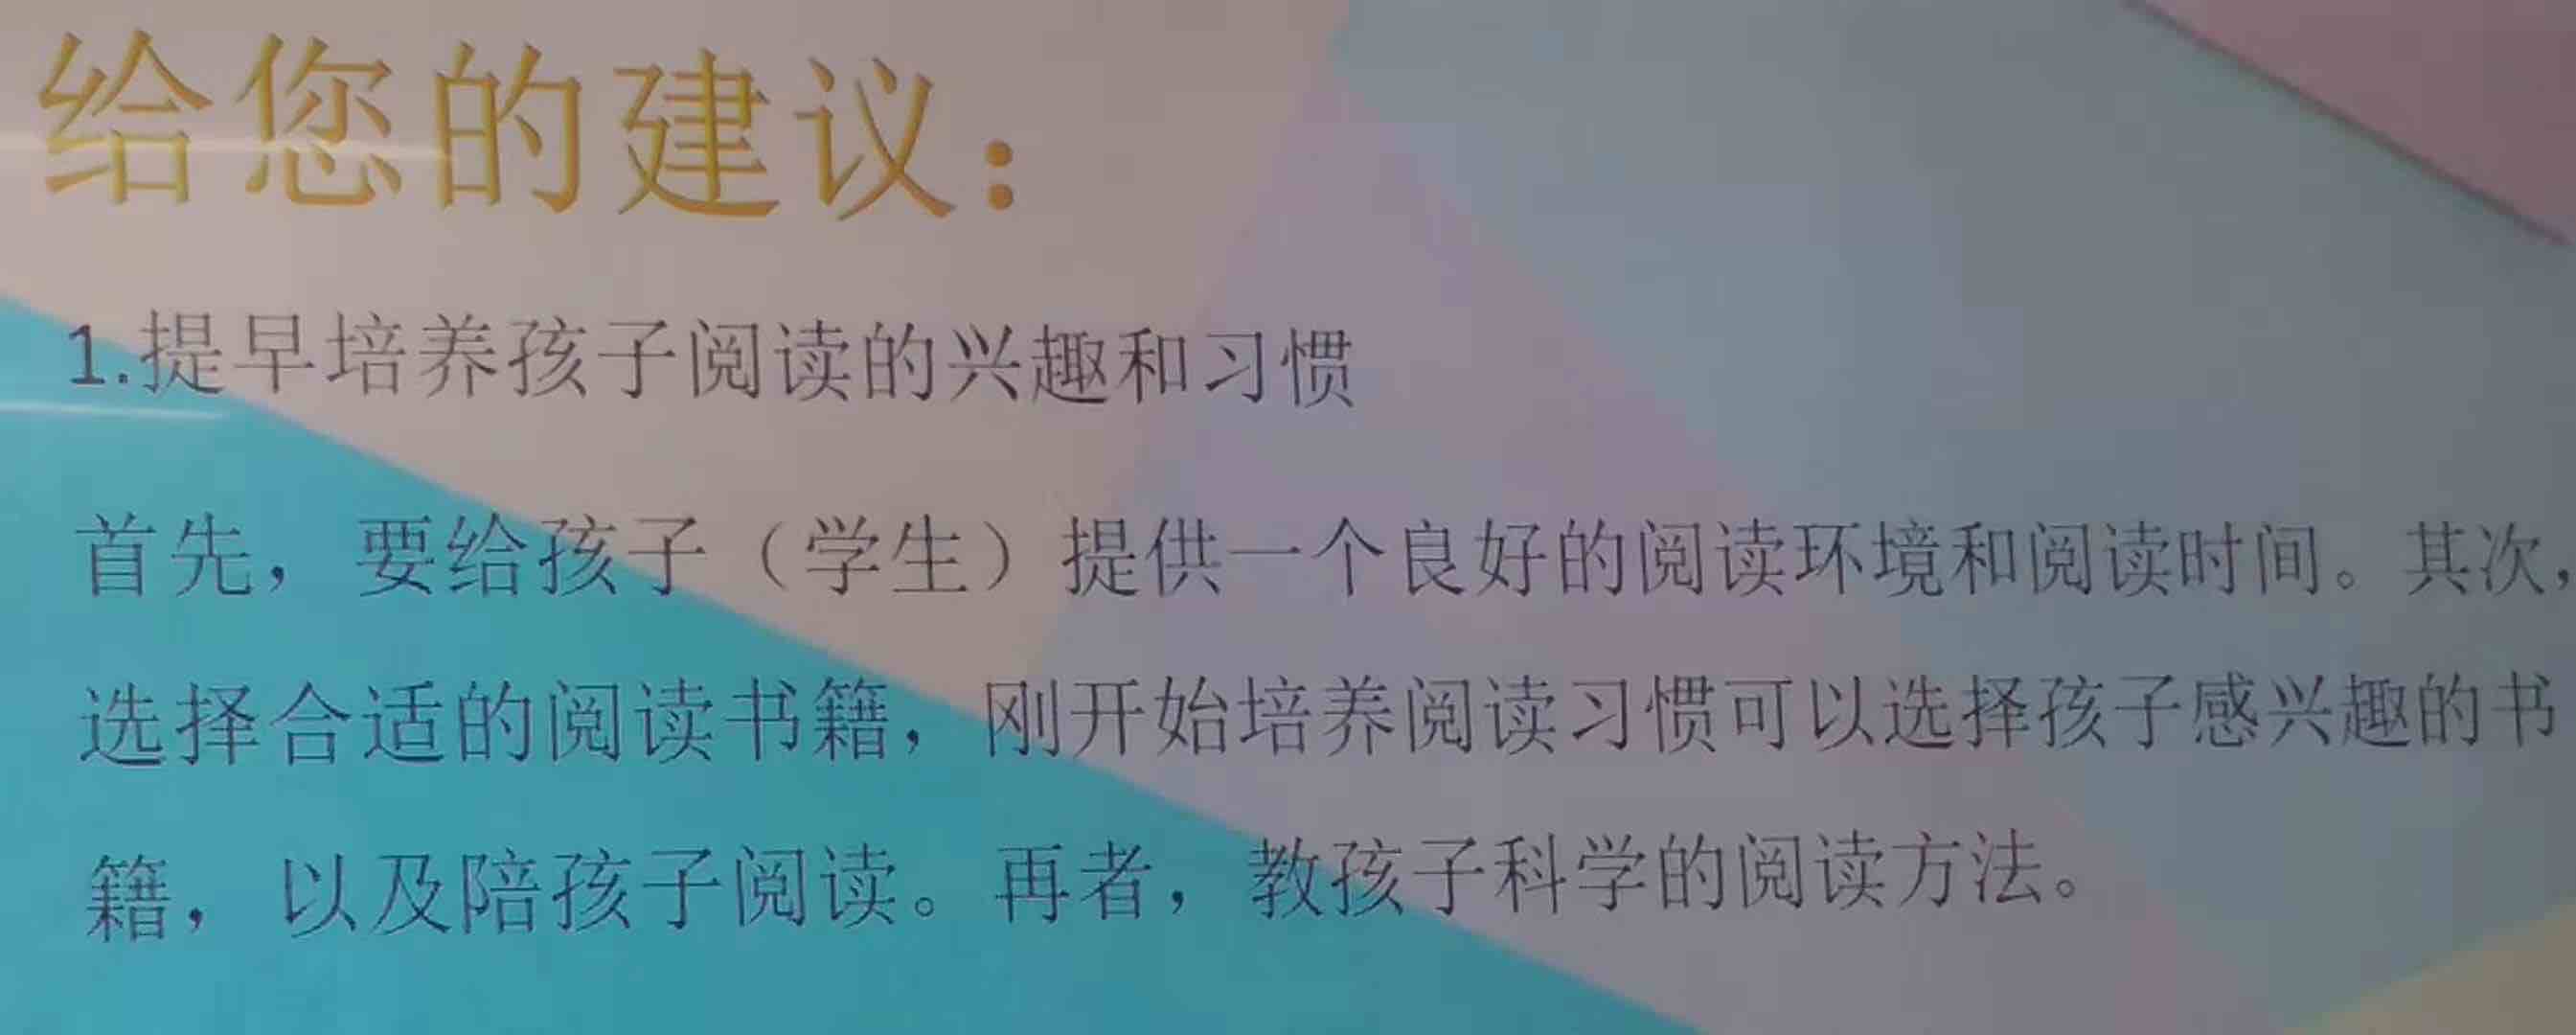 给您的建议：
1.提早培养孩子阅读的兴趣和习惯
首先，要给孩子（学生）提供一个良好的阅读环境和阅读时间。其次，
选择合适的阅读书籍，刚开始培养阅读习惯可以选择孩子感兴趣的书
籍，以及陪孩子阅读。再者，教孩子科学的阅读方法。